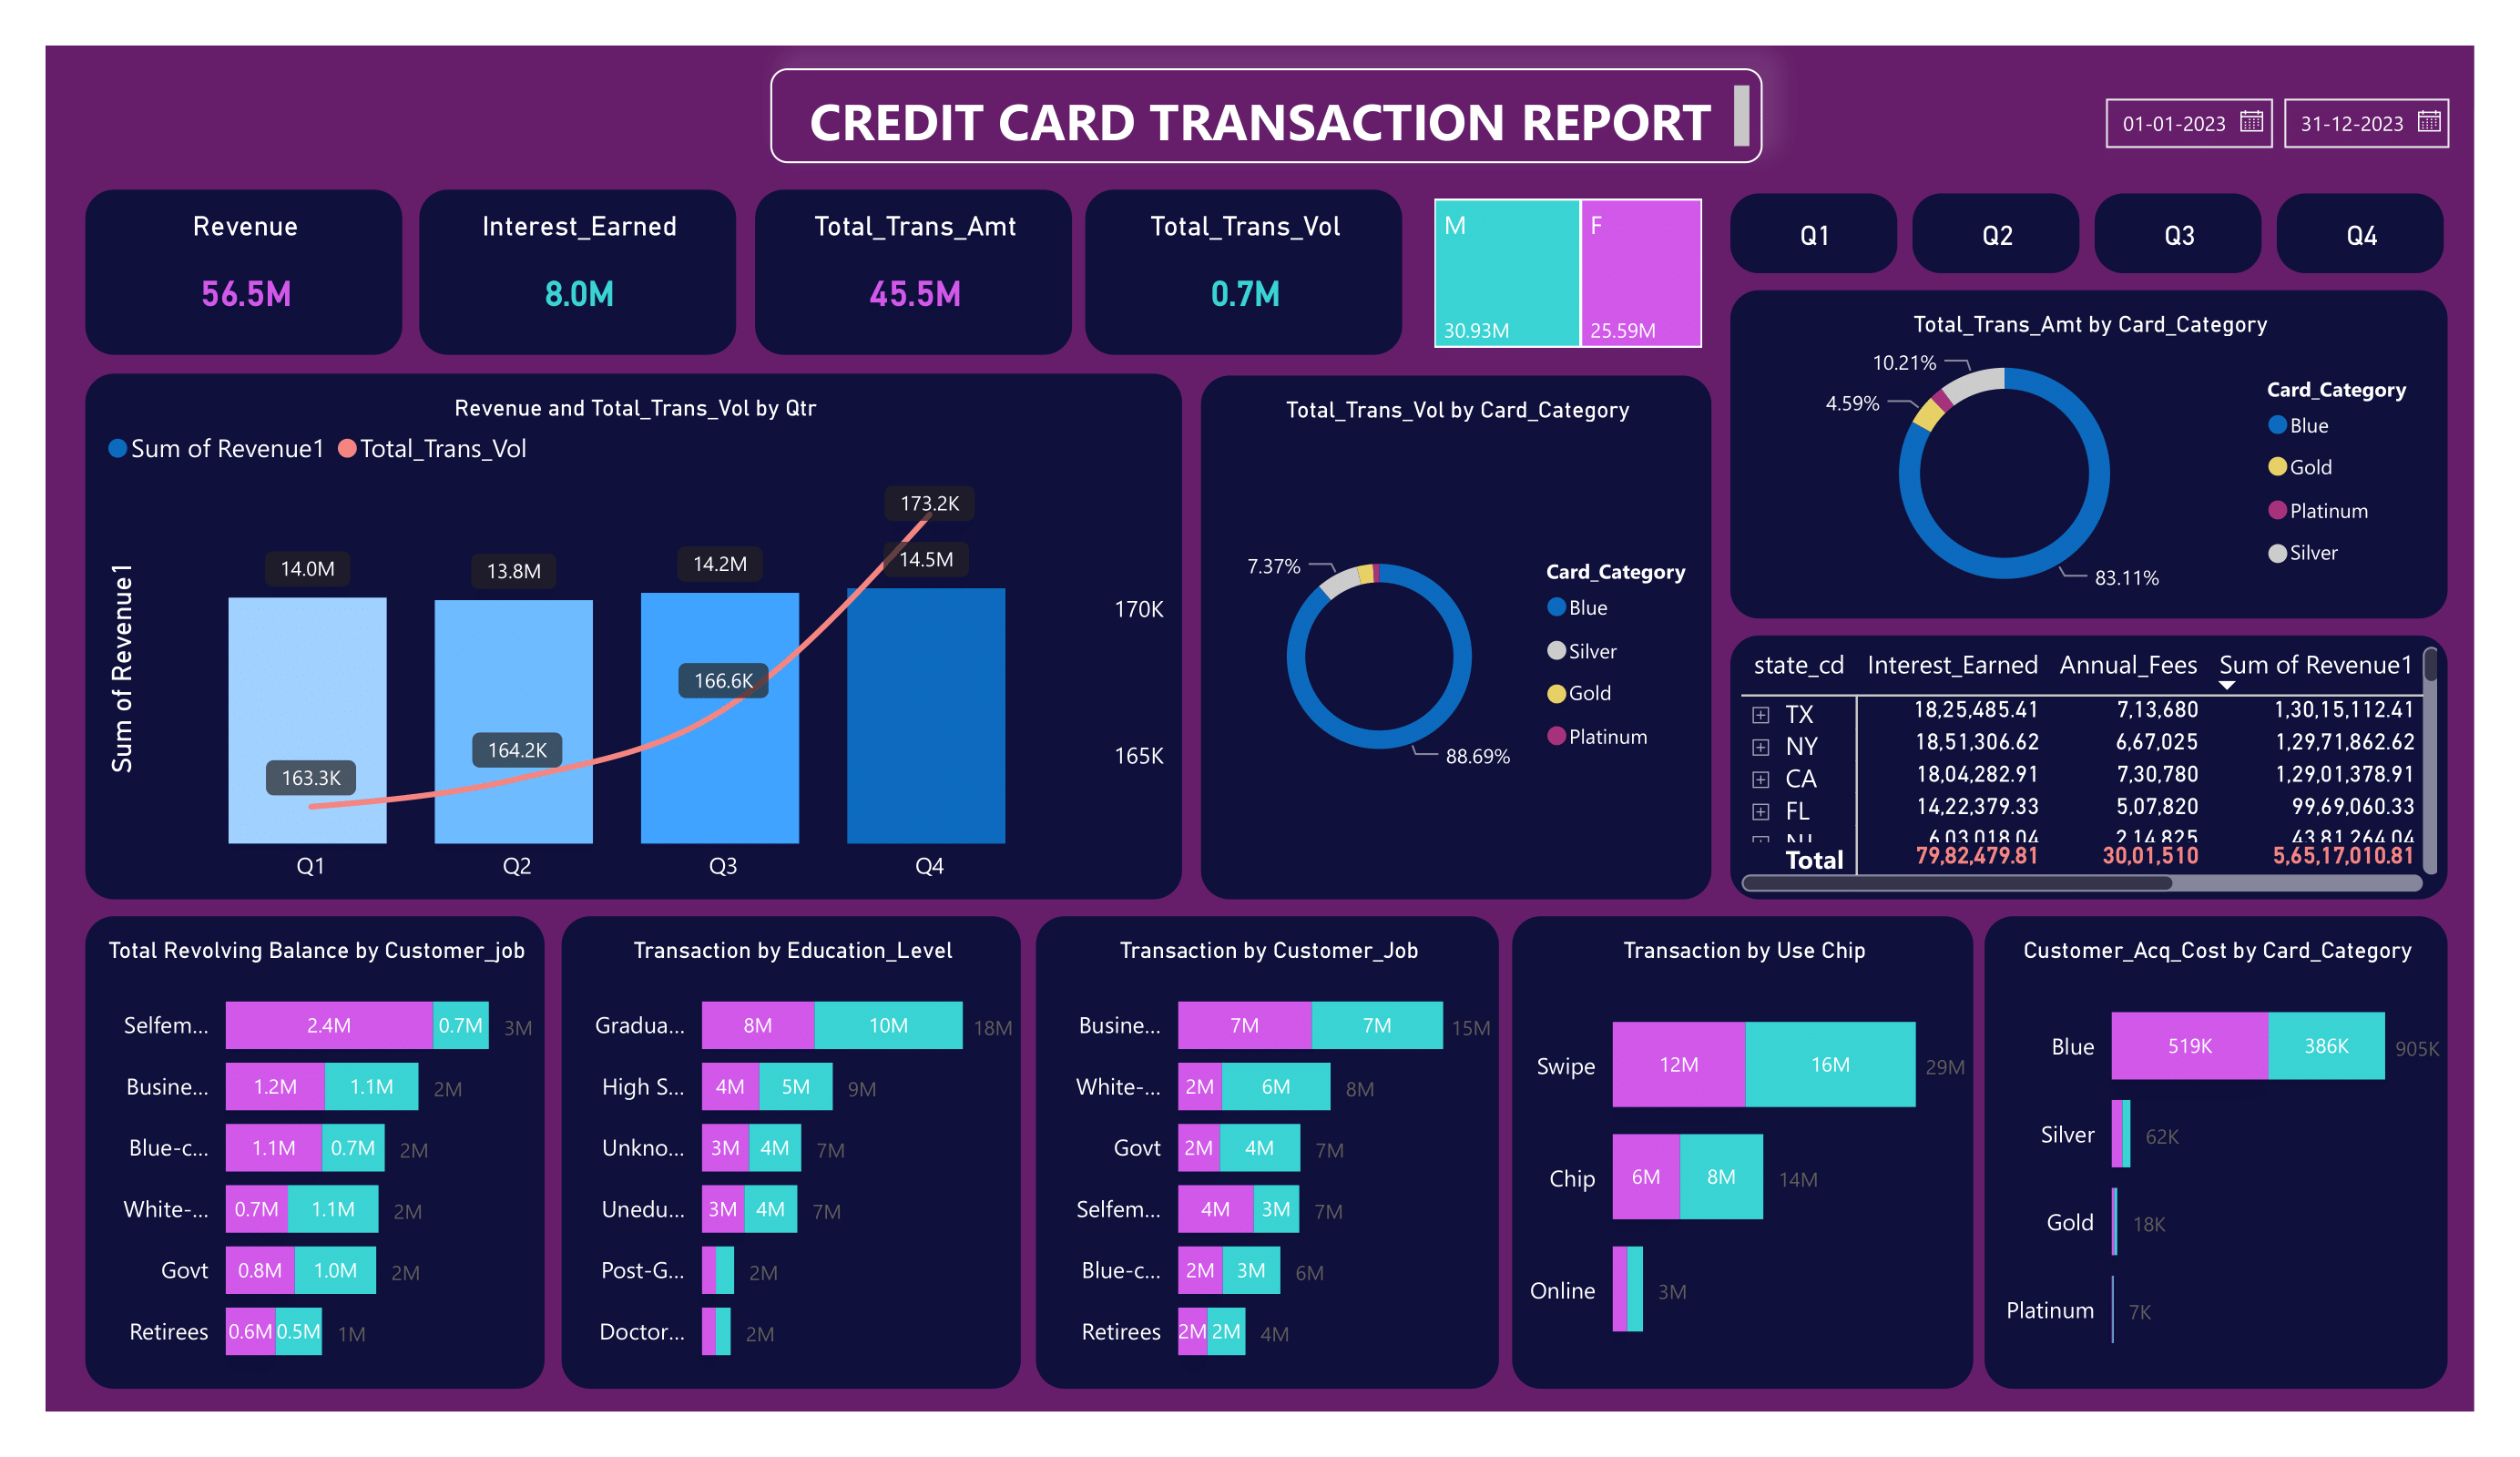 CREDIT CARD TRANSACTION REPORT
01-01-2023
31-12-2023
Revenue
56.5M
Interest_Earned
8.0M
Total_Trans_Amt
45.5M
Total_Trans_Vol
0.7M
M
30.93M
F
25.59M
Q1
Q2
Q3
Q4
Revenue and Total_Trans_Vol by Qtr
Sum of Revenue1
Total_Trans_Vol
Sum of Revenue1
173.2K
14.0M
13.8M
14.2M
14.5M
163.3K
164.2K
166.6K
170K
165K
Q1
Q2
Q3
Q4
Total_Trans_Vol by Card_Category
7.37%
88.69%
Card_Category
Blue
Silver
Gold
Platinum
Total_Trans_Amt by Card_Category
10.21%
4.59%
83.11%
Card_Category
Blue
Gold
Platinum
Silver
state_cd Interest_Earned Annual_Fees Sum of Revenue1
TX 18,25,485.41 7,13,680 1,30,15,112.41
NY 18,51,306.62 6,67,025 1,29,71,862.62
CA 18,04,282.91 7,30,780 1,29,01,378.91
FL 14,22,379.33 5,07,820 99,69,060.33
NJ 6,03,018.04 2,14,825 43,81,264.04
Total 79,82,479.81 30,01,510 5,65,17,010.81
Total Revolving Balance by Customer_job
Selfem... 2.4M 0.7M 3M
Busine... 1.2M 1.1M 2M
Blue-c... 1.1M 0.7M 2M
White-... 0.7M 1.1M 2M
Govt 0.8M 1.0M 2M
Retirees 0.6M 0.5M 1M
Transaction by Education_Level
Gradua... 8M 10M 18M
High S... 4M 5M 9M
Unkno... 3M 4M 7M
Unedu... 3M 4M 7M
Post-G... 2M
Doctor... 2M
Transaction by Customer_Job
Busine... 7M 7M 15M
White-... 2M 6M 8M
Govt 2M 4M 7M
Selfem... 4M 3M 7M
Blue-c... 2M 3M 6M
Retirees 2M 2M 4M
Transaction by Use Chip
Swipe 12M 16M 29M
Chip 6M 8M 14M
Online 3M
Customer_Acq_Cost by Card_Category
Blue 519K 386K 905K
Silver 62K
Gold 18K
Platinum 7K